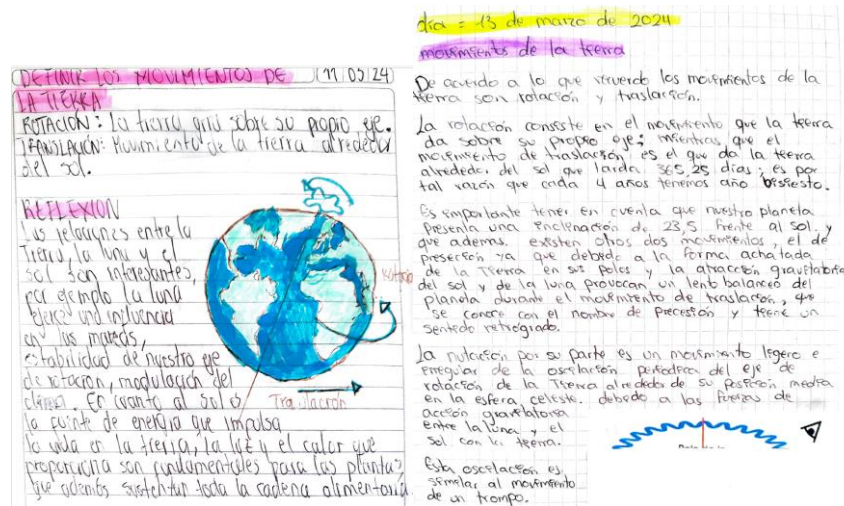 DEFINIR LOS MOVIMIENTOS DE (11/03/24)
LA TIERRA
ROTACIÓN: La tierra gira sobre su propio eje.
TRANSLACIÓN: Movimiento de la tierra alrededor
del sol.
REFLEXIÓN
Las relaciones entre la
Tierra, la luna y el
sol son interesantes,
por ejemplo la luna
ejerce una influencia
en las mareas,
estabilidad de nuestro eje
de rotación, modulación del
clima. En cuanto al sol es
la fuente de energía que impulsa
la vida en la tierra, la luz y el calor que
proporciona son fundamentales para las plantas,
que además sustentan toda la cadena alimentaria.
Rotación
Translación
día = 13 de marzo de 2024
movimientos de la tierra
De acuerdo a lo que recuerdo los movimientos de la
tierra son rotación y traslación.
La rotación consiste en el movimiento que la tierra
da sobre su propio eje; mientras que el
movimiento de traslación es el que da la tierra
alrededor del sol que tarda 365,25 días; es por
tal razón que cada 4 años tenemos año bisiesto.
Es importante tener en cuenta que nuestro planeta
presenta una inclinación de 23,5 frente al sol y
que ademas existen otros dos movimientos, el de
preserción ya que debido a la forma achatada
de la Tierra en sus polos y la atracción gravitatoria
del sol y de la luna provocan un lento balanceo del
planeta durante el movimiento de traslación, que
se conoce con el nombre de Precesión y tiene un
sentido retrógrado.
La nutación por su parte es un movimiento ligero e
irregular de la oscilación periodica del eje de
rotación de la Tierra alrededor de su posición media
en la esfera celeste. debido a las fuerzas de
acción gravitatoria
entre la luna y el
sol con la tierra.
Esta oscilación es
similar al movimiento
de un trompo.